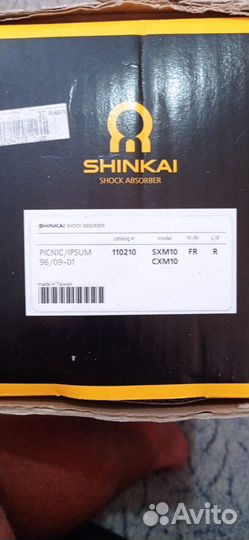 SHINKAI
SHOCK ABSORBER
SHINKAI SHOCK ABSORBER
catalog # model Fr/Rr L/R
PICNIC/IPSUM 110210 SXM10 FR R
96/09-01 CXM10
made in Taiwan
Avito